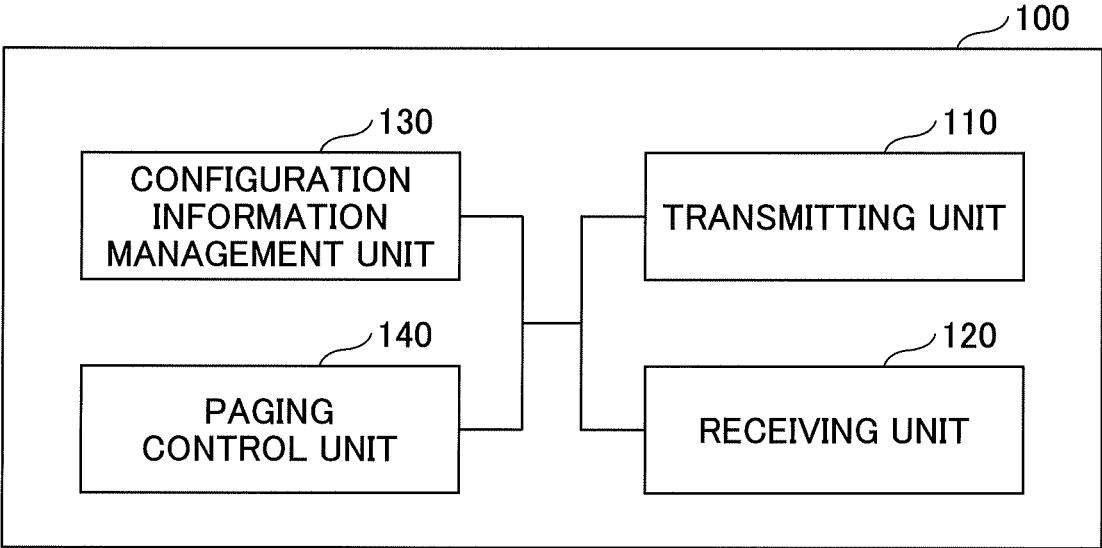 100
130
CONFIGURATION
INFORMATION
MANAGEMENT UNIT
110
TRANSMITTING UNIT
140
PAGING
CONTROL UNIT
120
RECEIVING UNIT